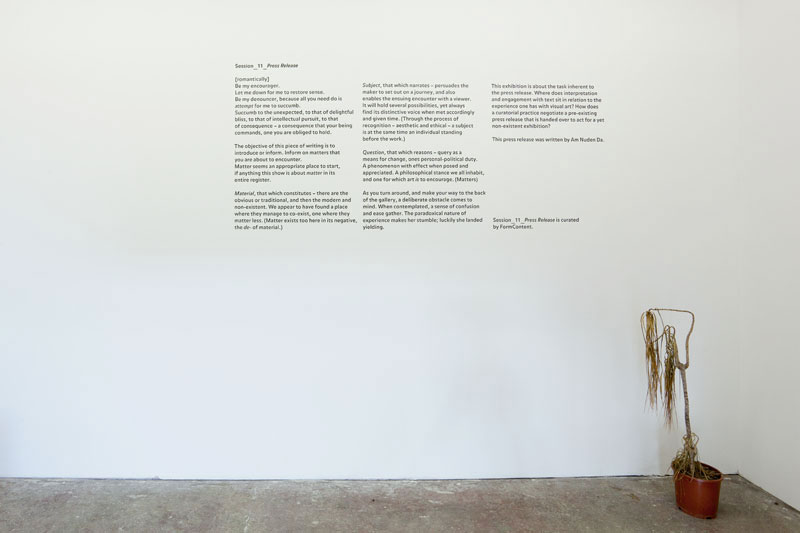 Session_11_Press Release
[romantically]
Be my encourager.
Let me down for me to restore sense.
Be my denouncer, because all you need do is
attempt for me to succumb.
Succumb to the unexpected, to that of delightful
bliss, to that of intellectual pursuit, to that
of consequence – a consequence that your being
commands, one you are obliged to hold.
The objective of this piece of writing is to
introduce or inform. Inform on matters that
you are about to encounter.
Matter seems an appropriate place to start,
if anything this show is about matter in its
entire register.
Material, that which constitutes – there are the
obvious or traditional, and then the modern and
non-existent. We appear to have found a place
where they manage to co-exist, one where they
matter less. (Matter exists too here in its negative,
the de- of material.)
Subject, that which narrates – persuades the
maker to set out on a journey, and also
enables the ensuing encounter with a viewer.
It will hold several possibilities, yet always
find its distinctive voice when met accordingly
and given time. (Through the process of
recognition – aesthetic and ethical – a subject
is at the same time an individual standing
before the work.)
Question, that which reasons – query as a
means for change, ones personal-political duty.
A phenomenon with effect when posed and
appreciated. A philosophical stance we all inhabit,
and one for which art is to encourage. (Matters)
As you turn around, and make your way to the back
of the gallery, a deliberate obstacle comes to
mind. When contemplated, a sense of confusion
and ease gather. The paradoxical nature of
experience makes her stumble; luckily she landed
yielding.
This exhibition is about the task inherent to
the press release. Where does interpretation
and engagement with text sit in relation to the
experience one has with visual art? How does
a curatorial practice negotiate a pre-existing
press release that is handed over to act for a yet
non-existent exhibition?
This press release was written by Am Nuden Da.
Session_11_Press Release is curated
by FormContent.